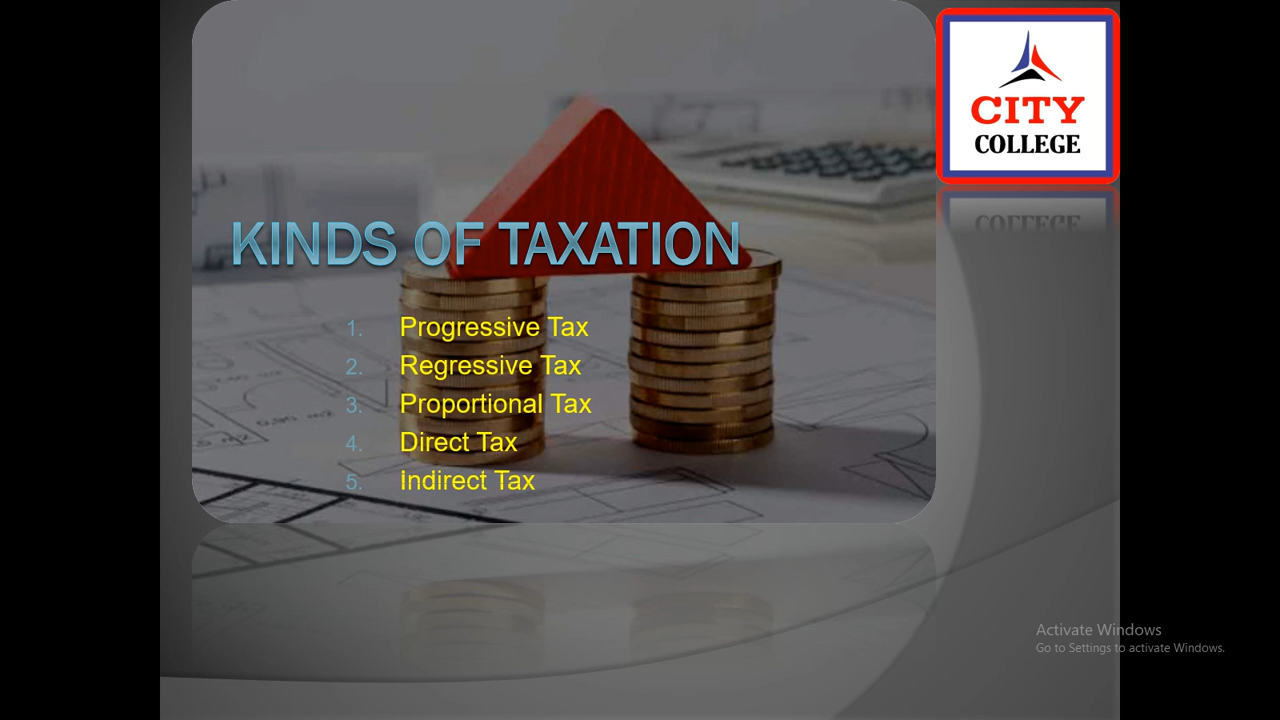 CITY
COLLEGE
KINDS OF TAXATION
1. Progressive Tax
2. Regressive Tax
3. Proportional Tax
4. Direct Tax
5. Indirect Tax
Activate Windows
Go to Settings to activate Windows.